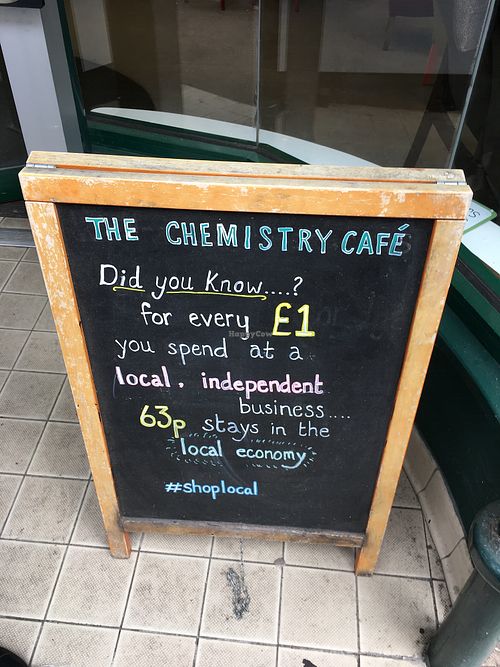 THE CHEMISTRY CAFÉ
Did you Know....?
for every £1
you spend at a
local, independent
business....
63p stays in the
local economy
#shoplocal
HappyCow